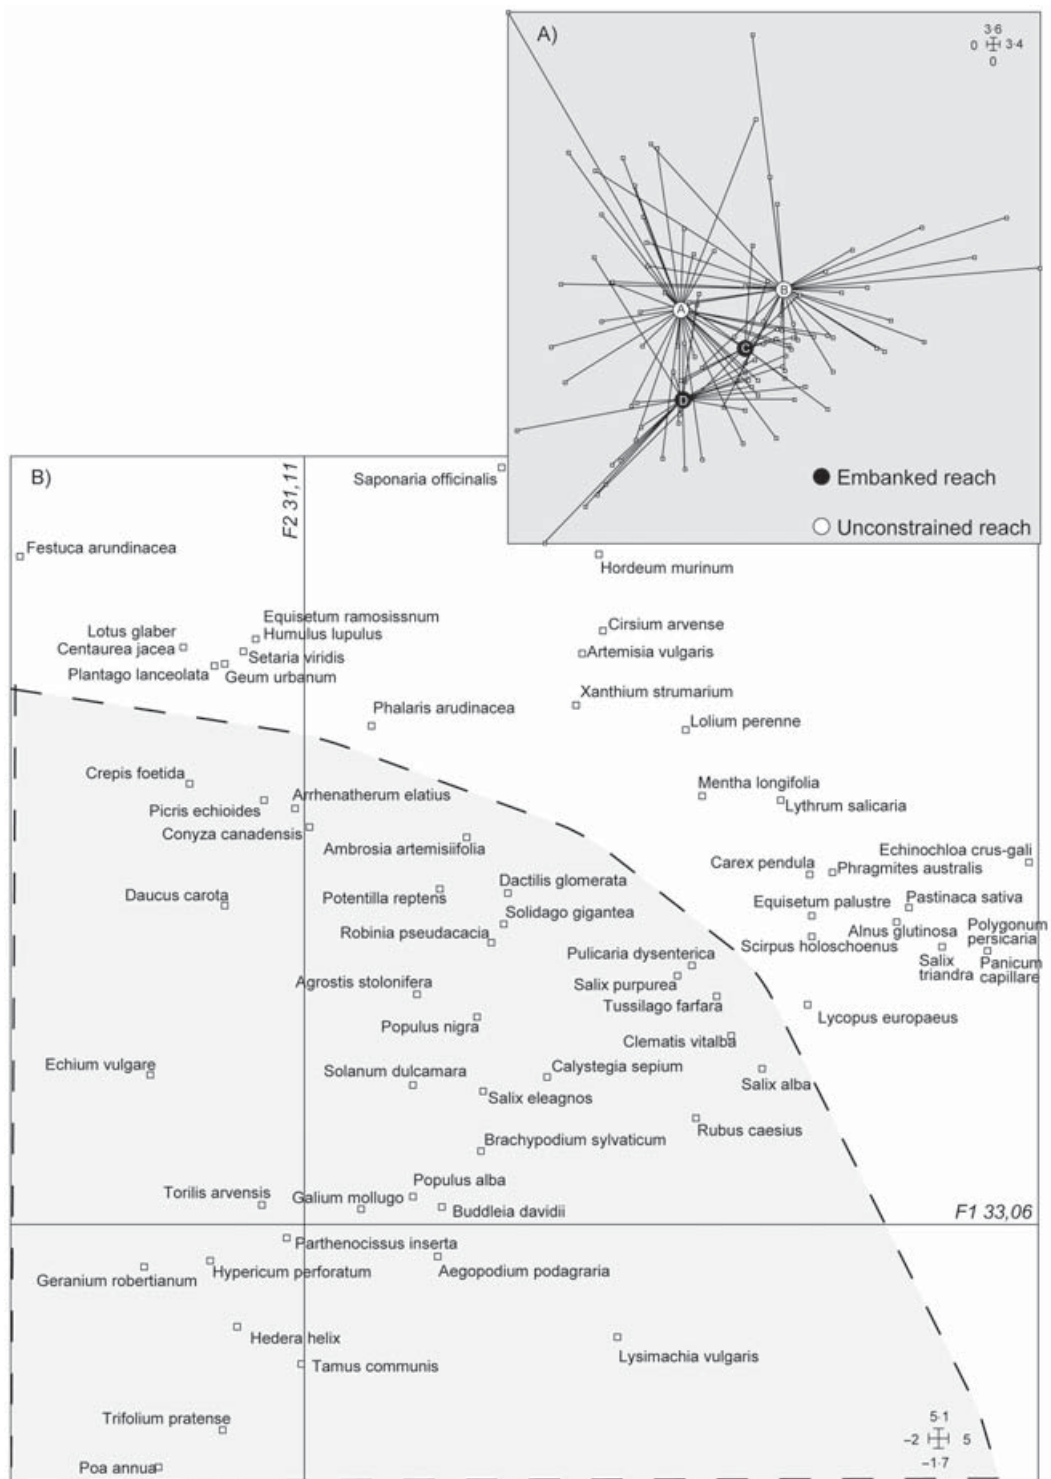 A)
3·6
0 3·4
0
A
B
C
D
Embanked reach
Unconstrained reach
B)
F2 31,11
Saponaria officinalis
Festuca arundinacea
Hordeum murinum
Equisetum ramosissnum
Cirsium arvense
Lotus glaber
Humulus lupulus
Centaurea jacea
Setaria viridis
Artemisia vulgaris
Plantago lanceolata
Geum urbanum
Xanthium strumarium
Phalaris arudinacea
Lolium perenne
Crepis foetida
Mentha longifolia
Arrhenatherum elatius
Picris echioides
Lythrum salicaria
Conyza canadensis
Ambrosia artemisiifolia
Echinochloa crus-gali
Carex pendula
Phragmites australis
Dactilis glomerata
Daucus carota
Potentilla reptens
Equisetum palustre
Pastinaca sativa
Solidago gigantea
Robinia pseudacacia
Alnus glutinosa
Polygonum
persicaria
Scirpus holoschoenus
Pulicaria dysenterica
Salix
triandra
Panicum
capillare
Agrostis stolonifera
Salix purpurea
Tussilago farfara
Lycopus europaeus
Populus nigra
Clematis vitalba
Echium vulgare
Solanum dulcamara
Calystegia sepium
Salix alba
Salix eleagnos
Rubus caesius
Brachypodium sylvaticum
Populus alba
Torilis arvensis
Galium mollugo
Buddleia davidii
F1 33,06
Parthenocissus inserta
Geranium robertianum
Hypericum perforatum
Aegopodium podagraria
Hedera helix
Lysimachia vulgaris
Tamus communis
Trifolium pratense
5·1
–2 5
–1·7
Poa annua